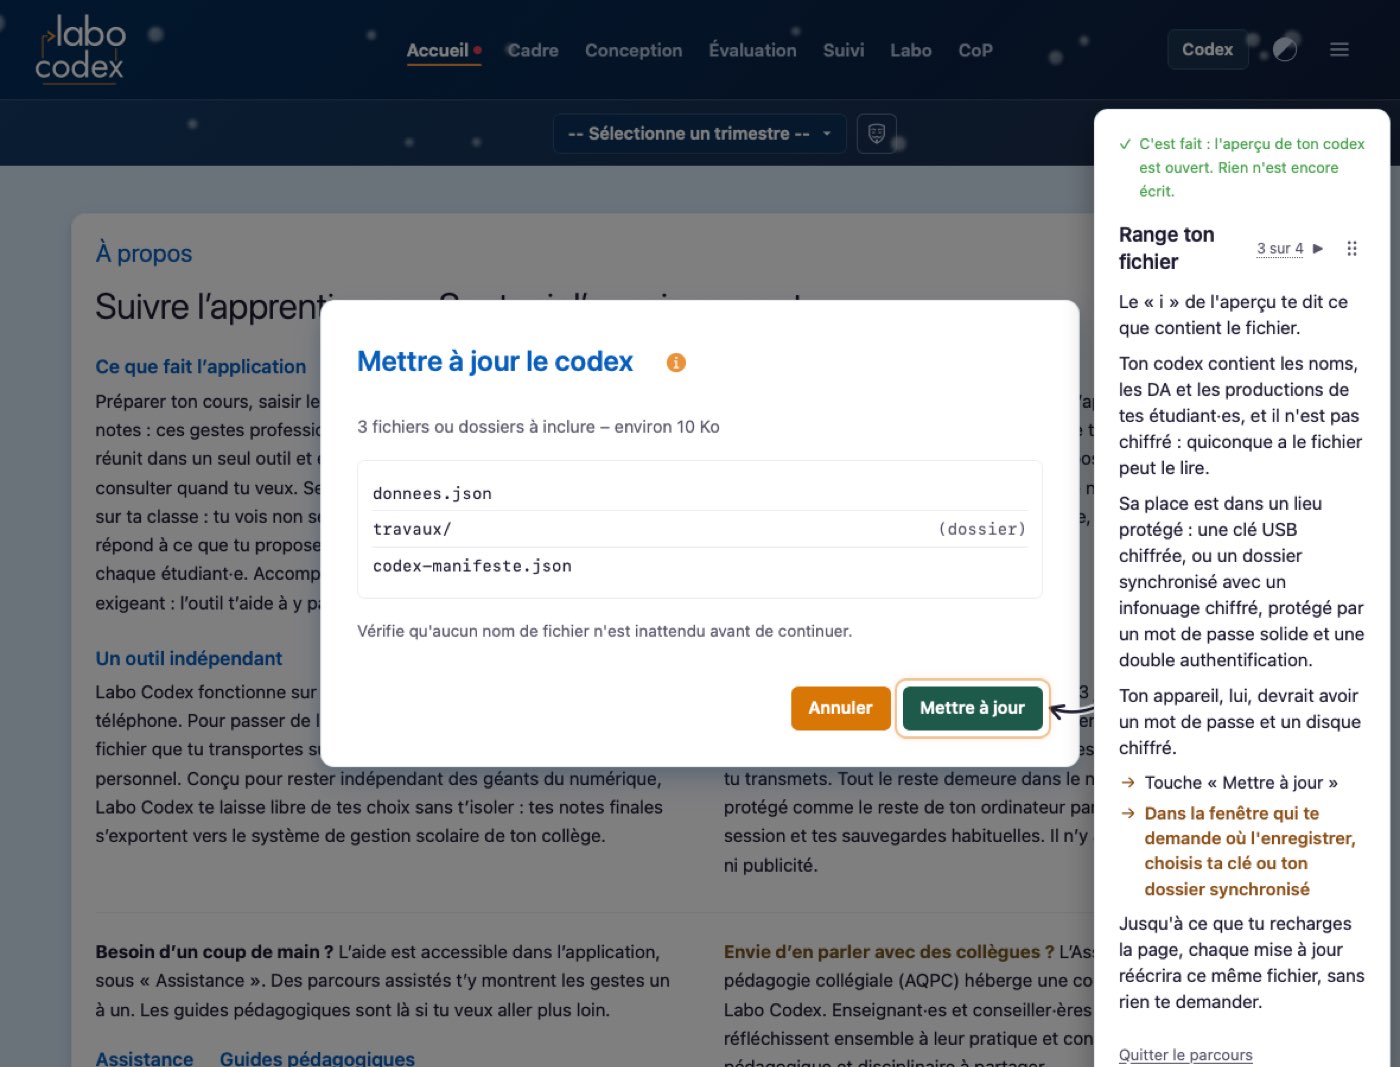 labo
codex
Accueil
Cadre
Conception
Évaluation
Suivi
Labo
CoP
Codex
-- Sélectionne un trimestre --
À propos
Suivre l'apprenti
Ce que fait l'application
Préparer ton cours, saisir le
notes : ces gestes professio
réunit dans un seul outil et
consulter quand tu veux. Se
sur ta classe : tu vois non s
répond à ce que tu propose
chaque étudiant·e. Accomp
exigeant : l'outil t'aide à y pa
Un outil indépendant
Labo Codex fonctionne sur
téléphone. Pour passer de l
fichier que tu transportes su
personnel. Conçu pour rester indépendant des géants du numérique,
Labo Codex te laisse libre de tes choix sans t'isoler : tes notes finales
s'exportent vers le système de gestion scolaire de ton collège.
tu transmets. Tout le reste demeure dans le m
protégé comme le reste de ton ordinateur par
session et tes sauvegardes habituelles. Il n'y
ni publicité.
Besoin d'un coup de main ? L'aide est accessible dans l'application,
sous « Assistance ». Des parcours assistés t'y montrent les gestes un
à un. Les guides pédagogiques sont là si tu veux aller plus loin.
Assistance
Guides pédagogiques
Envie d'en parler avec des collègues ? L'Ass
pédagogie collégiale (AQPC) héberge une co
Labo Codex. Enseignant·es et conseiller·ères
réfléchissent ensemble à leur pratique et con
pédagogique et disciplinaire à partager
Mettre à jour le codex
3 fichiers ou dossiers à inclure – environ 10 Ko
donnees.json
travaux/ (dossier)
codex-manifeste.json
Vérifie qu'aucun nom de fichier n'est inattendu avant de continuer.
Annuler
Mettre à jour
✓ C'est fait : l'aperçu de ton codex
est ouvert. Rien n'est encore
écrit.
Range ton
fichier
3 sur 4
Le « i » de l'aperçu te dit ce
que contient le fichier.
Ton codex contient les noms,
les DA et les productions de
tes étudiant·es, et il n'est pas
chiffré : quiconque a le fichier
peut le lire.
Sa place est dans un lieu
protégé : une clé USB
chiffrée, ou un dossier
synchronisé avec un
infonuage chiffré, protégé par
un mot de passe solide et une
double authentification.
Ton appareil, lui, devrait avoir
un mot de passe et un disque
chiffré.
→ Touche « Mettre à jour »
→ Dans la fenêtre qui te
demande où l'enregistrer,
choisis ta clé ou ton
dossier synchronisé
Jusqu'à ce que tu recharges
la page, chaque mise à jour
réécrira ce même fichier, sans
rien te demander.
Quitter le parcours